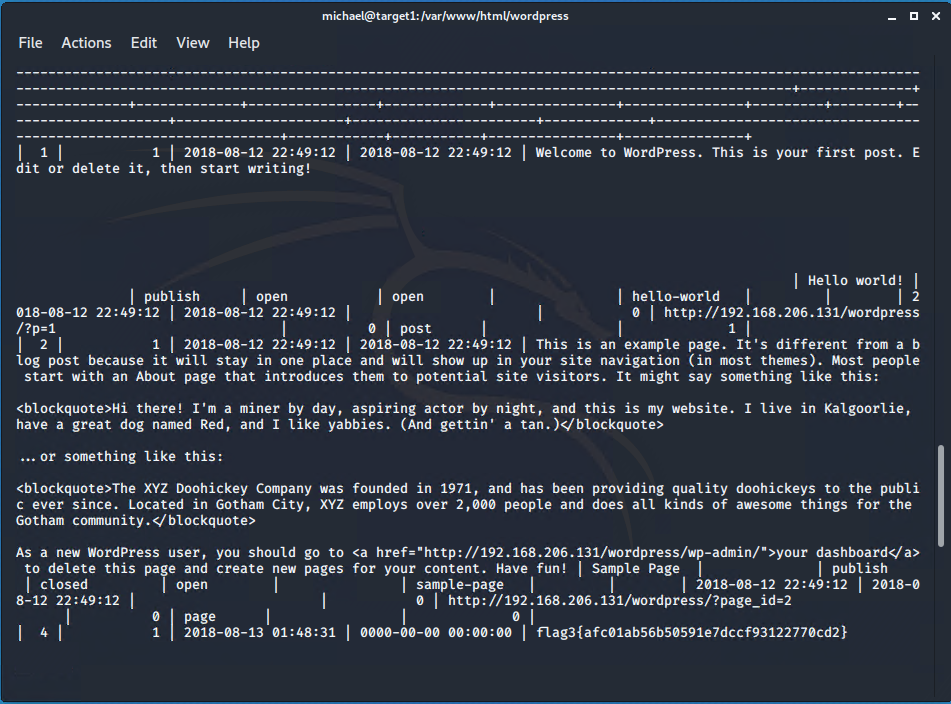 michael@target1:/var/www/html/wordpress
File Actions Edit View Help
-----------------------------------------------------------------------------------------------------------------
-------------------------------------------------------------------------------------------------+--------------+
--------------+-------------+----------------+-------------+---------------+---------------+---------+--------+--
-------------------+---------------------+-----------------------+-------------+---------------------------------
---------------------------------+------------+-----------+----------------+---------------+
| 1 | 1 | 2018-08-12 22:49:12 | 2018-08-12 22:49:12 | Welcome to WordPress. This is your first post. E
dit or delete it, then start writing!
| Hello world! |
| publish | open | open | | hello-world | | | 2
018-08-12 22:49:12 | 2018-08-12 22:49:12 | | 0 | http://192.168.206.131/wordpress
/?p=1 | 0 | post | | 1 |
| 2 | 1 | 2018-08-12 22:49:12 | 2018-08-12 22:49:12 | This is an example page. It's different from a b
log post because it will stay in one place and will show up in your site navigation (in most themes). Most people
start with an About page that introduces them to potential site visitors. It might say something like this:
<blockquote>Hi there! I'm a miner by day, aspiring actor by night, and this is my website. I live in Kalgoorlie,
have a great dog named Red, and I like yabbies. (And gettin' a tan.)</blockquote>
...or something like this:
<blockquote>The XYZ Doohickey Company was founded in 1971, and has been providing quality doohickeys to the publi
c ever since. Located in Gotham City, XYZ employs over 2,000 people and does all kinds of awesome things for the
Gotham community.</blockquote>
As a new WordPress user, you should go to <a href="http://192.168.206.131/wordpress/wp-admin/">your dashboard</a>
to delete this page and create new pages for your content. Have fun! | Sample Page | | publish
| closed | open | | sample-page | | | 2018-08-12 22:49:12 | 2018-0
8-12 22:49:12 | | 0 | http://192.168.206.131/wordpress/?page_id=2
| 0 | page | | 0 |
| 4 | 1 | 2018-08-13 01:48:31 | 0000-00-00 00:00:00 | flag3{afc01ab56b50591e7dccf93122770cd2}